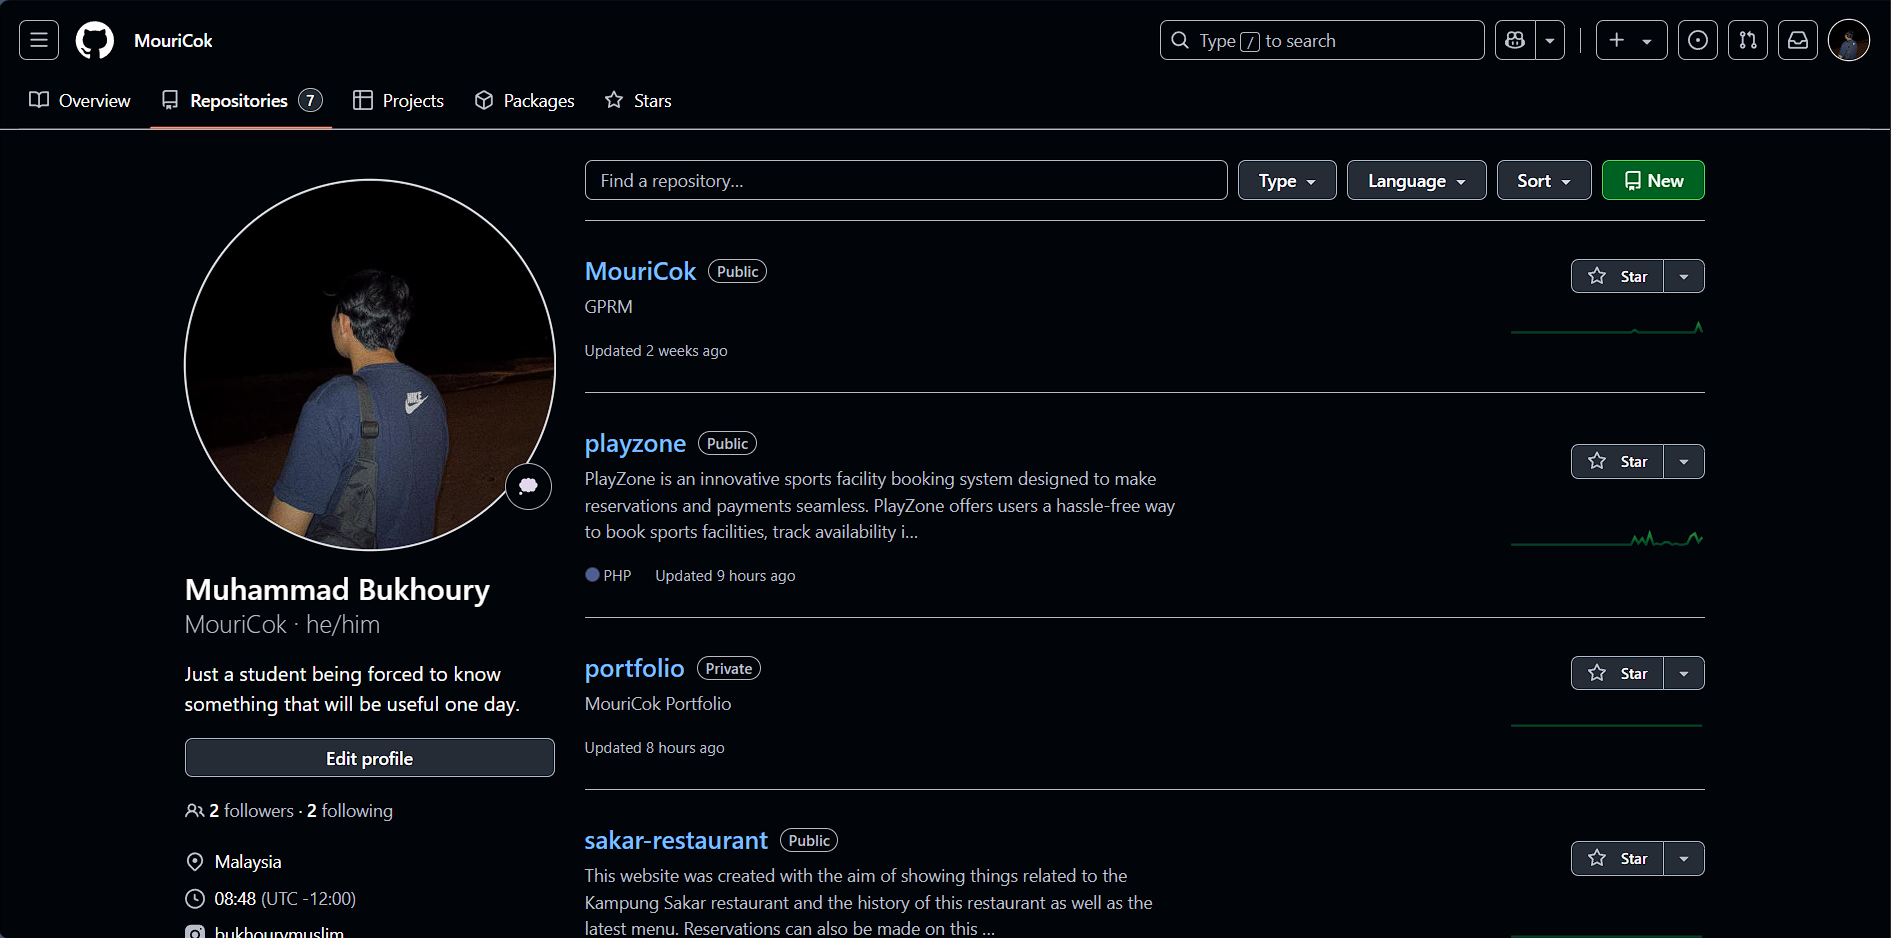 MouriCok
Type / to search
Overview
Repositories 7
Projects
Packages
Stars
Find a repository...
Type
Language
Sort
New
NIKE
Muhammad Bukhoury
MouriCok · he/him
Just a student being forced to know
something that will be useful one day.
Edit profile
2 followers · 2 following
Malaysia
08:48 (UTC -12:00)
bukhourymuslim
MouriCok Public
Star
GPRM
Updated 2 weeks ago
playzone Public
Star
PlayZone is an innovative sports facility booking system designed to make
reservations and payments seamless. PlayZone offers users a hassle-free way
to book sports facilities, track availability i...
PHP Updated 9 hours ago
portfolio Private
Star
MouriCok Portfolio
Updated 8 hours ago
sakar-restaurant Public
Star
This website was created with the aim of showing things related to the
Kampung Sakar restaurant and the history of this restaurant as well as the
latest menu. Reservations can also be made on this ...